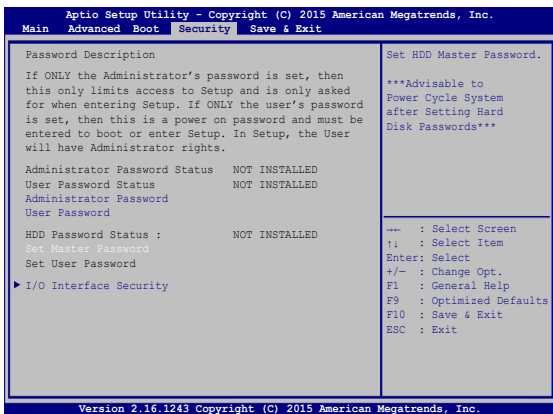 Aptio Setup Utility - Copyright (C) 2015 American Megatrends, Inc.
Main Advanced Boot Security Save & Exit
Password Description
If ONLY the Administrator's password is set, then
this only limits access to Setup and is only asked
for when entering Setup. If ONLY the user's password
is set, then this is a power on password and must be
entered to boot or enter Setup. In Setup, the User
will have Administrator rights.
Administrator Password Status NOT INSTALLED
User Password Status NOT INSTALLED
Administrator Password
User Password
HDD Password Status : NOT INSTALLED
Set Master Password
Set User Password
▶ I/O Interface Security
Set HDD Master Password.
***Advisable to
Power Cycle System
after Setting Hard
Disk Passwords***
→← : Select Screen
↑↓ : Select Item
Enter: Select
+/— : Change Opt.
F1 : General Help
F9 : Optimized Defaults
F10 : Save & Exit
ESC : Exit
Version 2.16.1243 Copyright (C) 2015 American Megatrends, Inc.